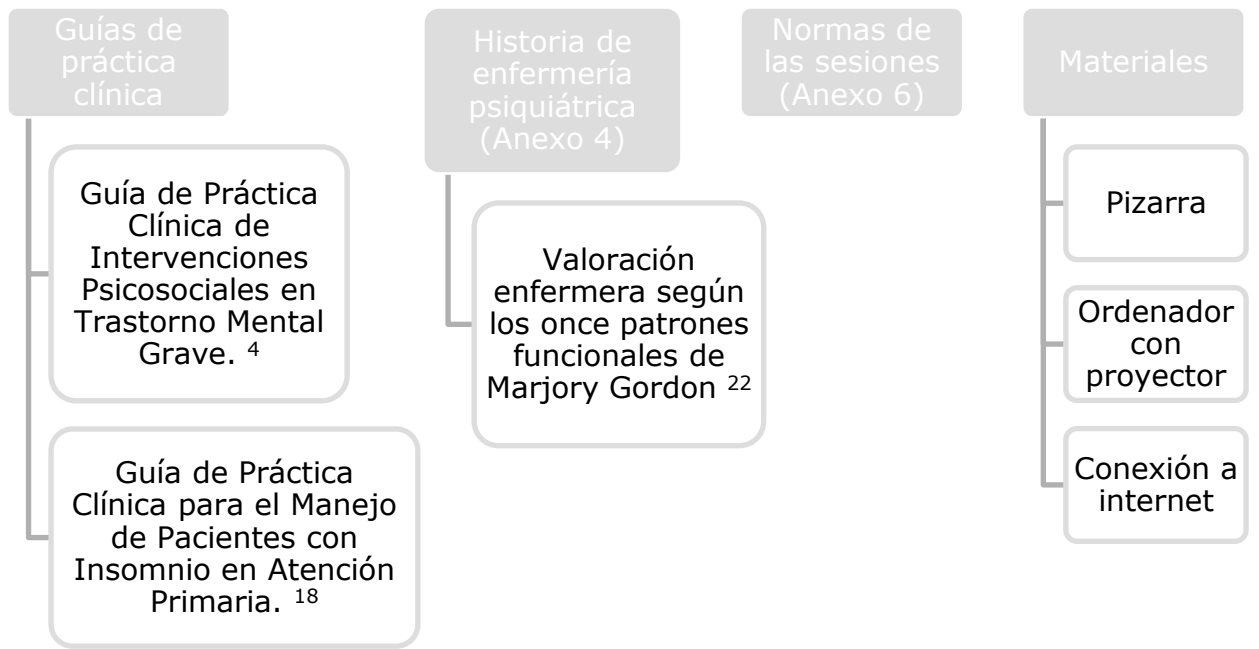 Guías de
práctica
clínica
Guía de Práctica
Clínica de
Intervenciones
Psicosociales en
Trastorno Mental
Grave. 4
Guía de Práctica
Clínica para el Manejo
de Pacientes con
Insomnio en Atención
Primaria. 18
Historia de
enfermería
psiquiátrica
(Anexo 4)
Valoración
enfermera según
los once patrones
funcionales de
Marjory Gordon 22
Normas de
las sesiones
(Anexo 6)
Materiales
Pizarra
Ordenador
con
proyector
Conexión a
internet